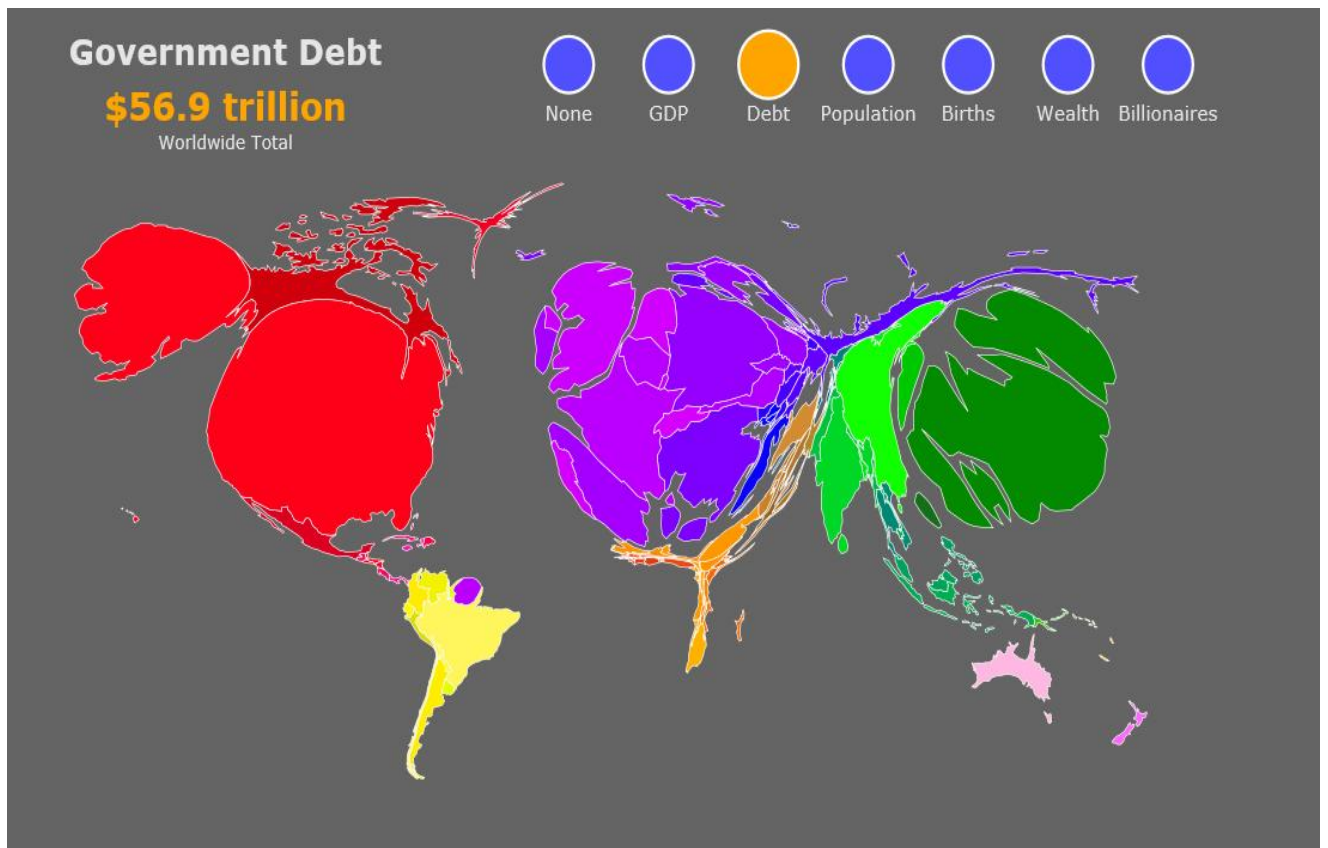 Government Debt
$56.9 trillion
Worldwide Total
None GDP Debt Population Births Wealth Billionaires